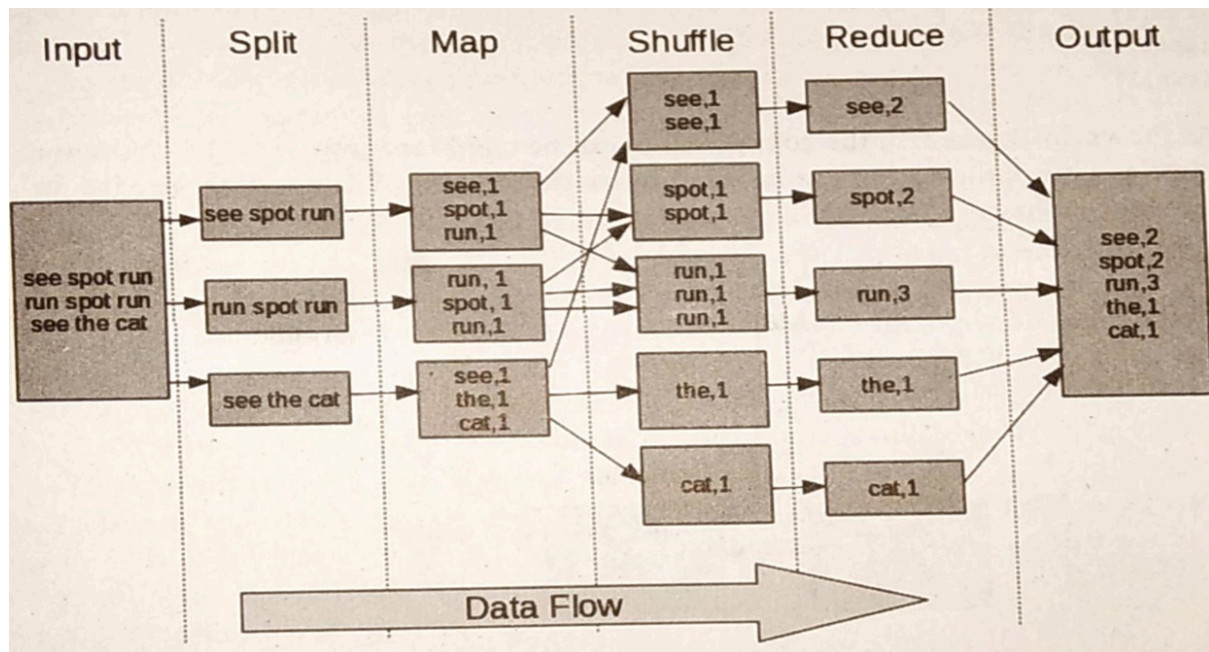 Input
Split
Map
Shuffle
Reduce
Output
see spot run
run spot run
see the cat
see spot run
run spot run
see the cat
see,1
spot,1
run,1
run, 1
spot, 1
run,1
see,1
the,1
cat,1
see,1
see,1
spot,1
spot,1
run,1
run,1
run,1
the,1
cat,1
see,2
spot,2
run,3
the,1
cat,1
see,2
spot,2
run,3
the,1
cat,1
Data Flow